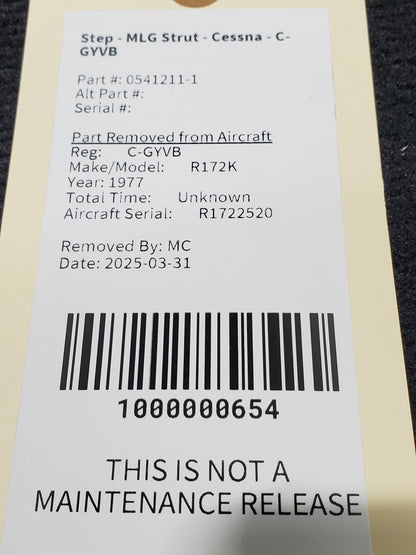 Step - MLG Strut - Cessna - C-
GYVB
Part #: 0541211-1
Alt Part #:
Serial #:
Part Removed from Aircraft
Reg: C-GYVB
Make/Model: R172K
Year: 1977
Total Time: Unknown
Aircraft Serial: R1722520
Removed By: MC
Date: 2025-03-31
1000000654
THIS IS NOT A
MAINTENANCE RELEASE